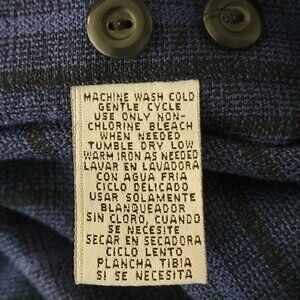 MACHINE WASH COLD
GENTLE CYCLE
USE ONLY NON-
CHLORINE BLEACH
WHEN NEEDED
TUMBLE DRY LOW
WARM IRON AS NEEDED
LAVAR EN LAVADORA
CON AGUA FRIA
CICLO DELICADO
USAR SOLAMENTE
BLANQUEADOR
SIN CLORO, CUANDO
SE NECESITE
SECAR EN SECADORA
CICLO LENTO
PLANCHA TIBIA
SI SE NECESITA